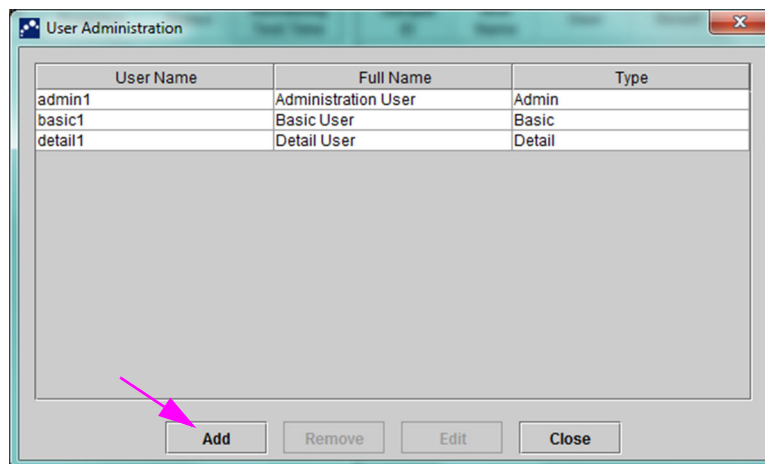 User Administration
User Name Full Name Type
admin1 Administration User Admin
basic1 Basic User Basic
detail1 Detail User Detail
Add Remove Edit Close